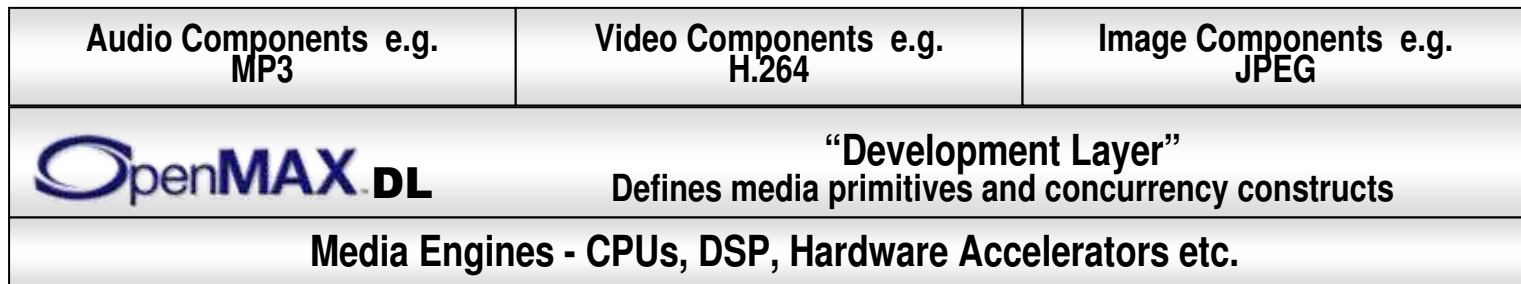 Audio Components e.g.
MP3
Video Components e.g.
H.264
Image Components e.g.
JPEG
OpenMAX DL
“Development Layer”
Defines media primitives and concurrency constructs
Media Engines - CPUs, DSP, Hardware Accelerators etc.